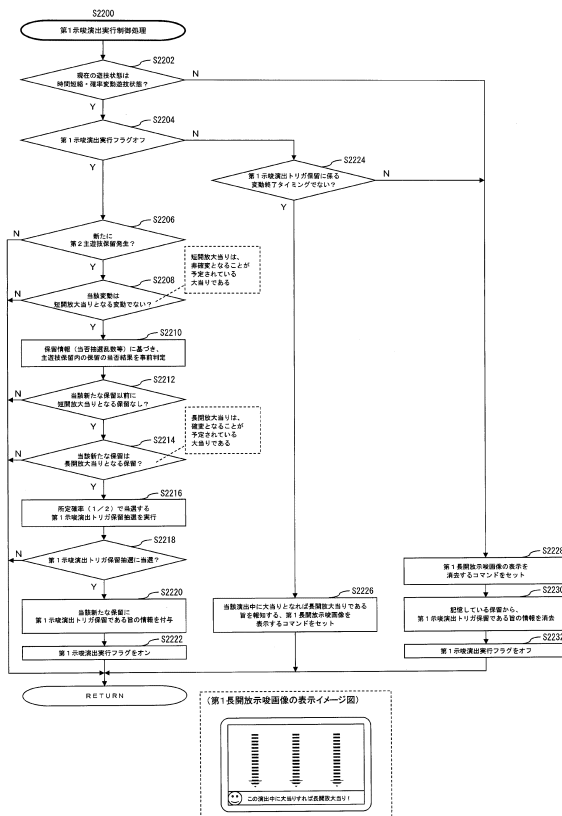 S2200
第1示唆演出実行制御処理
S2202
現在の遊技状態は
時間短縮・確率変動遊技状態？
N
Y
S2204
第1示唆演出実行フラグオフ
N
Y
S2224
第1示唆演出トリガ保留に係る
変動終了タイミングでない？
N
Y
S2206
新たに
第2主遊技保留発生？
N
Y
短開放大当りは、
非確変となることが
予定されている
大当りである
S2208
当該変動は
短開放大当りとなる変動でない？
N
Y
S2210
保留情報（当否抽選乱数等）に基づき、
主遊技保留内の保留の当否結果を事前判定
S2212
当該新たな保留以前に
短開放大当りとなる保留なし？
N
Y
長開放大当りは、
確変となることが
予定されている
大当りである
S2214
当該新たな保留は
長開放大当りとなる保留？
N
Y
S2216
所定確率（1／2）で当選する
第1示唆演出トリガ保留抽選を実行
S2218
第1示唆演出トリガ保留抽選に当選？
N
Y
S2220
当該新たな保留に
第1示唆演出トリガ保留である旨の情報を付与
S2222
第1示唆演出実行フラグをオン
S2226
当該演出中に大当りとなれば長開放大当りである
旨を報知する、第1長開放示唆画像を
表示するコマンドをセット
S2228
第1長開放示唆画像の表示を
消去するコマンドをセット
S2230
記憶している保留から、
第1示唆演出トリガ保留である旨の情報を消去
S2232
第1示唆演出実行フラグをオフ
RETURN
(第1長開放示唆画像の表示イメージ図)
この演出中に大当りすれば長開放大当り！